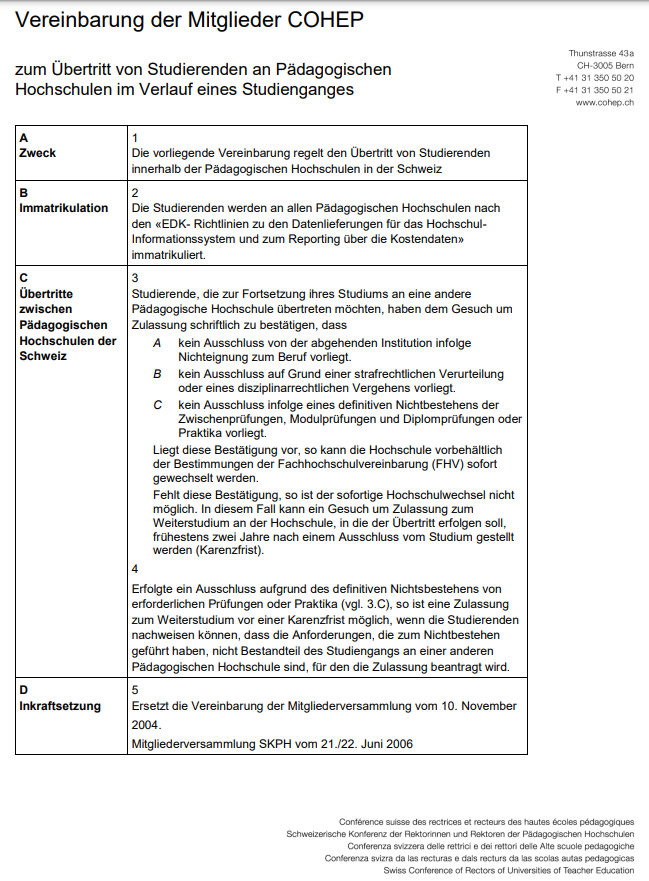 Vereinbarung der Mitglieder COHEP
zum Übertritt von Studierenden an Pädagogischen
Hochschulen im Verlauf eines Studienganges
Thunstrasse 43a
CH-3005 Bern
T +41 31 350 50 20
F +41 31 350 50 21
www.cohep.ch
A
Zweck
1
Die vorliegende Vereinbarung regelt den Übertritt von Studierenden
innerhalb der Pädagogischen Hochschulen in der Schweiz
B
Immatrikulation
2
Die Studierenden werden an allen Pädagogischen Hochschulen nach
den «EDK- Richtlinien zu den Datenlieferungen für das Hochschul-
Informationssystem und zum Reporting über die Kostendaten»
immatrikuliert.
C
Übertritte
zwischen
Pädagogischen
Hochschulen der
Schweiz
3
Studierende, die zur Fortsetzung ihres Studiums an eine andere
Pädagogische Hochschule übertreten möchten, haben dem Gesuch um
Zulassung schriftlich zu bestätigen, dass
A kein Ausschluss von der abgehenden Institution infolge
Nichteignung zum Beruf vorliegt.
B kein Ausschluss auf Grund einer strafrechtlichen Verurteilung
oder eines disziplinarrechtlichen Vergehens vorliegt.
C kein Ausschluss infolge eines definitiven Nichtbestehens der
Zwischenprüfungen, Modulprüfungen und Diplomprüfungen oder
Praktika vorliegt.
Liegt diese Bestätigung vor, so kann die Hochschule vorbehältlich
der Bestimmungen der Fachhochschulvereinbarung (FHV) sofort
gewechselt werden.
Fehlt diese Bestätigung, so ist der sofortige Hochschulwechsel nicht
möglich. In diesem Fall kann ein Gesuch um Zulassung zum
Weiterstudium an der Hochschule, in die der Übertritt erfolgen soll,
frühestens zwei Jahre nach einem Ausschluss vom Studium gestellt
werden (Karenzfrist).
4
Erfolgte ein Ausschluss aufgrund des definitiven Nichtsbestehens von
erforderlichen Prüfungen oder Praktika (vgl. 3.C), so ist eine Zulassung
zum Weiterstudium vor einer Karenzfrist möglich, wenn die Studierenden
nachweisen können, dass die Anforderungen, die zum Nichtbestehen
geführt haben, nicht Bestandteil des Studiengangs an einer anderen
Pädagogischen Hochschule sind, für den die Zulassung beantragt wird.
D
Inkraftsetzung
5
Ersetzt die Vereinbarung der Mitgliederversammlung vom 10. November
2004.
Mitgliederversammlung SKPH vom 21./22. Juni 2006
Conférence suisse des rectrices et recteurs des hautes écoles pédagogiques
Schweizerische Konferenz der Rektorinnen und Rektoren der Pädagogischen Hochschulen
Conferenza svizzera delle rettrici e dei rettori delle Alte scuole pedagogiche
Conferenza svizra da las recturas e dals recturs da las scolas autas pedagogicas
Swiss Conference of Rectors of Universities of Teacher Education